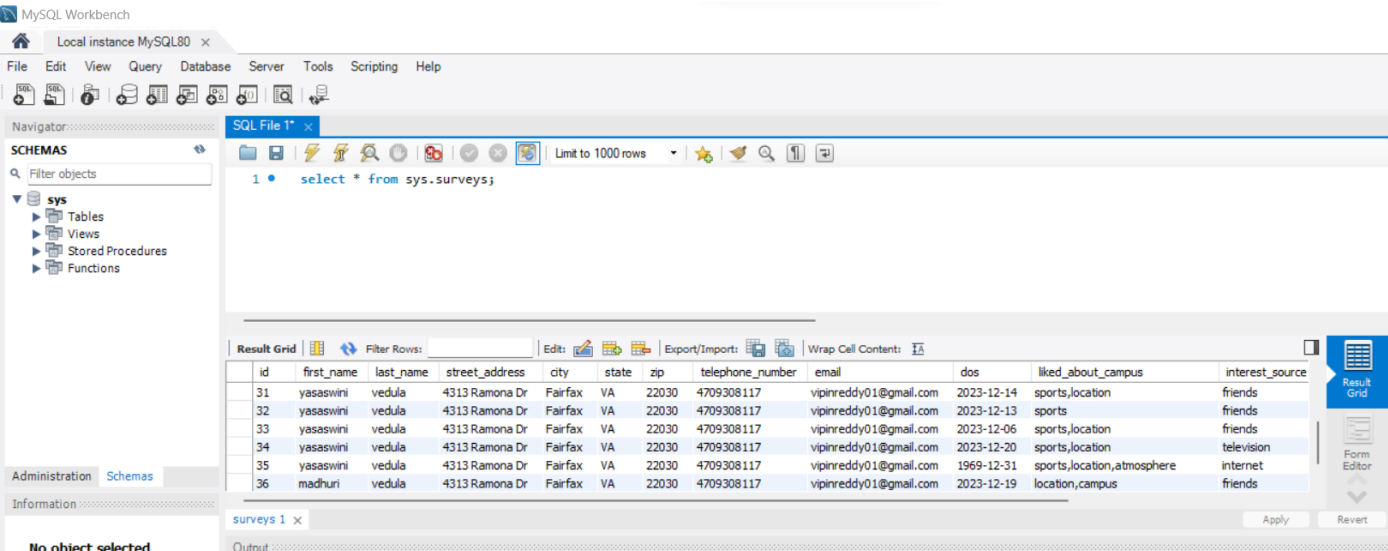 MySQL Workbench
Local instance MySQL80
File Edit View Query Database Server Tools Scripting Help
Navigator
SCHEMAS
Filter objects
sys
Tables
Views
Stored Procedures
Functions
Administration Schemas
Information
No object selected
SQL File 1*
Limit to 1000 rows
1 select * from sys.surveys;
Result Grid Filter Rows: Edit: Export/Import: Wrap Cell Content:
id first_name last_name street_address city state zip telephone_number email dos liked_about_campus interest_source
31 yasaswini vedula 4313 Ramona Dr Fairfax VA 22030 4709308117 vipinreddy01@gmail.com 2023-12-14 sports,location friends
32 yasaswini vedula 4313 Ramona Dr Fairfax VA 22030 4709308117 vipinreddy01@gmail.com 2023-12-13 sports friends
33 yasaswini vedula 4313 Ramona Dr Fairfax VA 22030 4709308117 vipinreddy01@gmail.com 2023-12-06 sports,location friends
34 yasaswini vedula 4313 Ramona Dr Fairfax VA 22030 4709308117 vipinreddy01@gmail.com 2023-12-20 sports,location television
35 yasaswini vedula 4313 Ramona Dr Fairfax VA 22030 4709308117 vipinreddy01@gmail.com 1969-12-31 sports,location,atmosphere internet
36 madhuri vedula 4313 Ramona Dr Fairfax VA 22030 4709308117 vipinreddy01@gmail.com 2023-12-19 location,campus friends
Result
Grid
Form
Editor
surveys 1
Apply Revert
Output